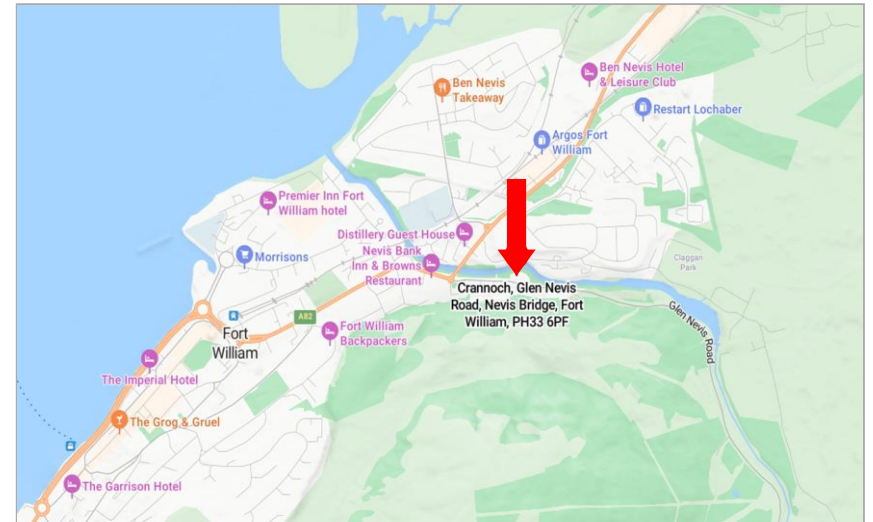 Ben Nevis Hotel
& Leisure Club
Ben Nevis
Takeaway
Restart Lochaber
Argos Fort
William
Premier Inn Fort
William hotel
Distillery Guest House
Nevis Bank
Inn & Browns
Restaurant
Morrisons
Claggan
Park
Crannoch, Glen Nevis
Road, Nevis Bridge, Fort
William, PH33 6PF
Glen Nevis Road
A82
Fort
William
Fort William
Backpackers
The Imperial Hotel
The Grog & Gruel
The Garrison Hotel